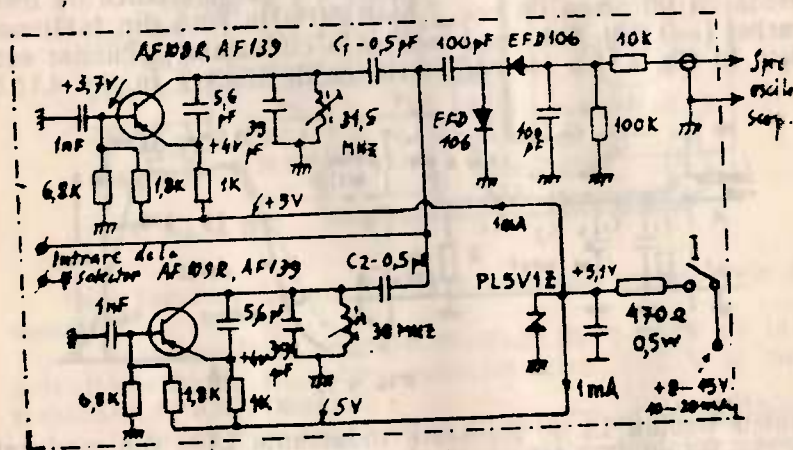 AF109R, AF139
C1-0,5pF
100pF
EFD106
10K
+3,7V
5,6 pF
39 pF
31,5 MHZ
EFD 106
100 pF
100K
Spre
oscilo
scop.
1nF
+4V
6,8K
1,8K
1K
+5V
1mA
Intrare de la
selector
AF109R, AF139
C2-0,5pF
PL5V1Z
+5,1V
I
1nF
5,6pF
39 pF
38 MHZ
470Ω
0,5W
+4V
6,8K
1,8K
1K
5V
1mA
+8-15V
10-20mA